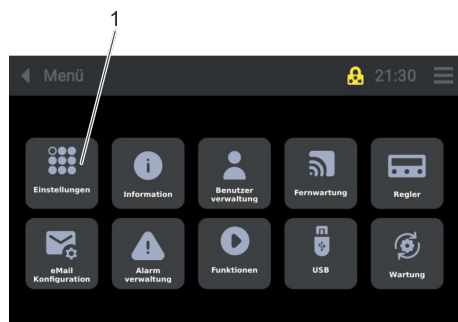 1
Menü
21:30
Einstellungen
Information
Benutzer
verwaltung
Fernwartung
Regler
eMail
Konfiguration
Alarm
verwaltung
Funktionen
USB
Wartung